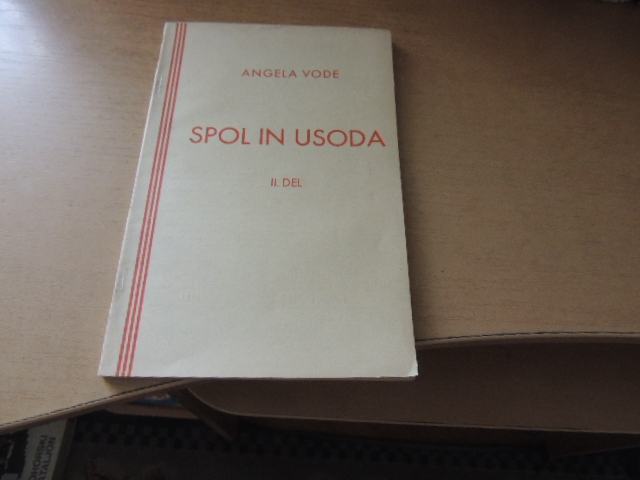 ANGELA VODE
SPOL IN USODA
II. DEL